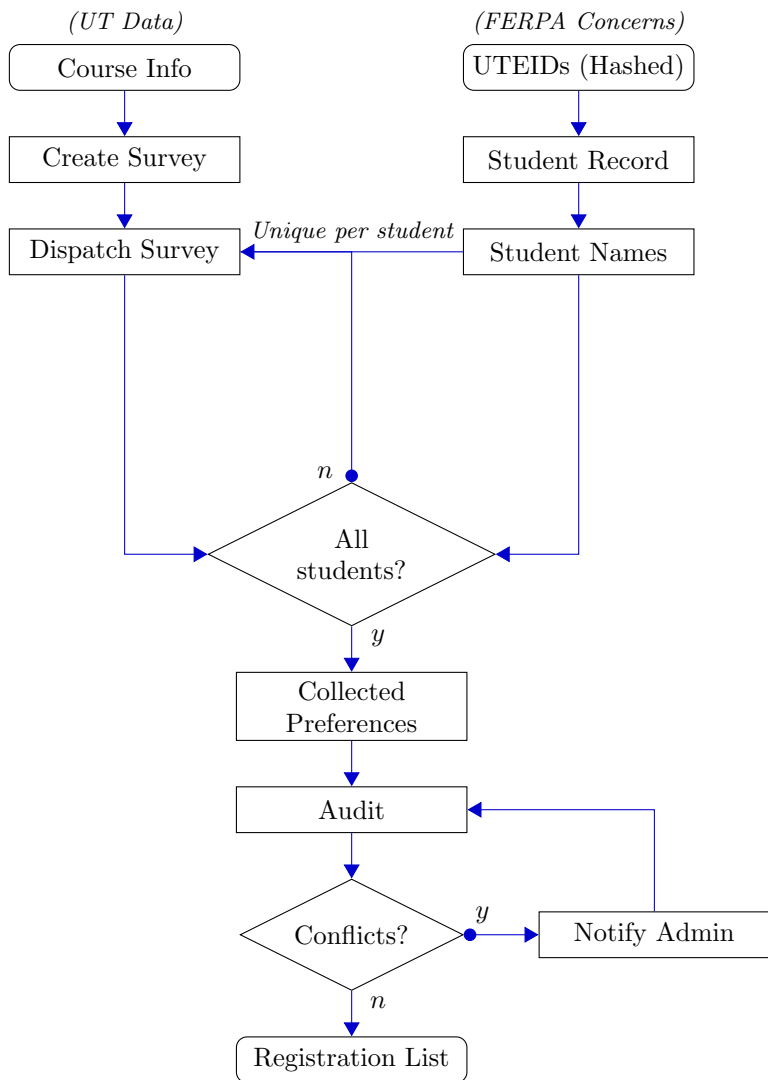 (UT Data)
(FERPA Concerns)
Course Info
UTEIDs (Hashed)
Create Survey
Student Record
Unique per student
Dispatch Survey
Student Names
n
All
students?
y
Collected
Preferences
Audit
y
Conflicts?
Notify Admin
n
Registration List